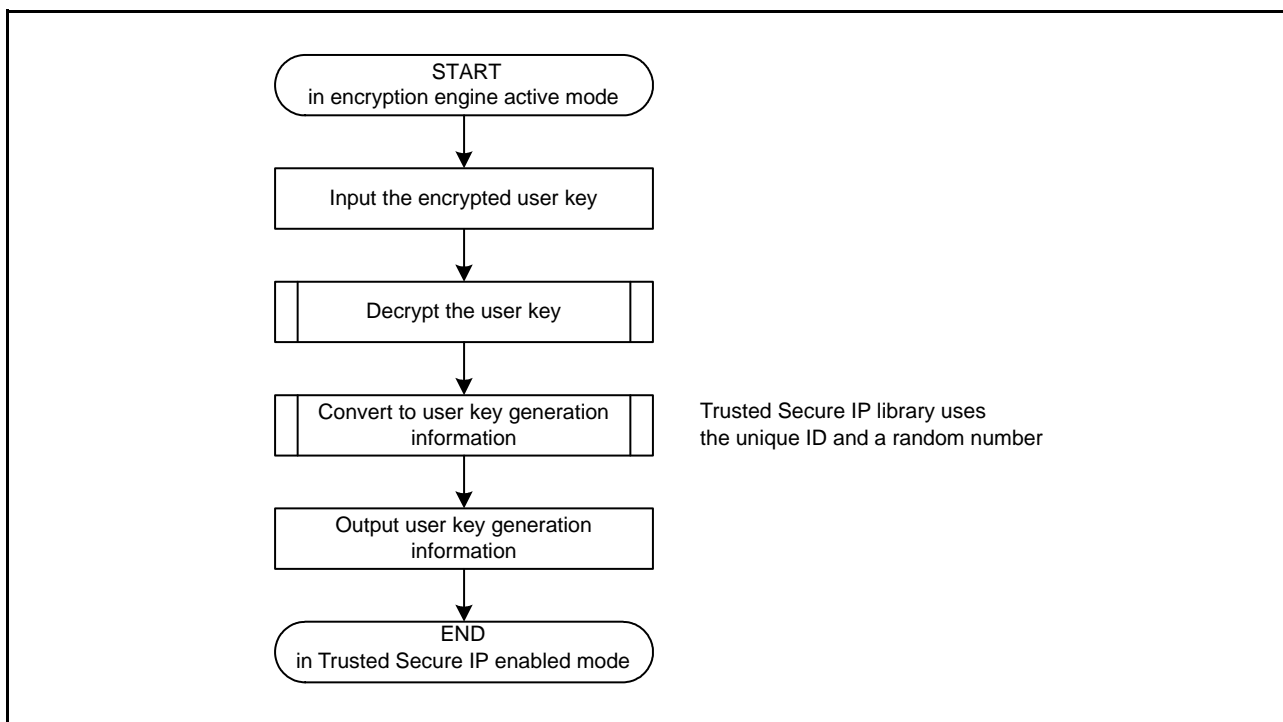 START
in encryption engine active mode
Input the encrypted user key
Decrypt the user key
Convert to user key generation
information
Trusted Secure IP library uses
the unique ID and a random number
Output user key generation
information
END
in Trusted Secure IP enabled mode